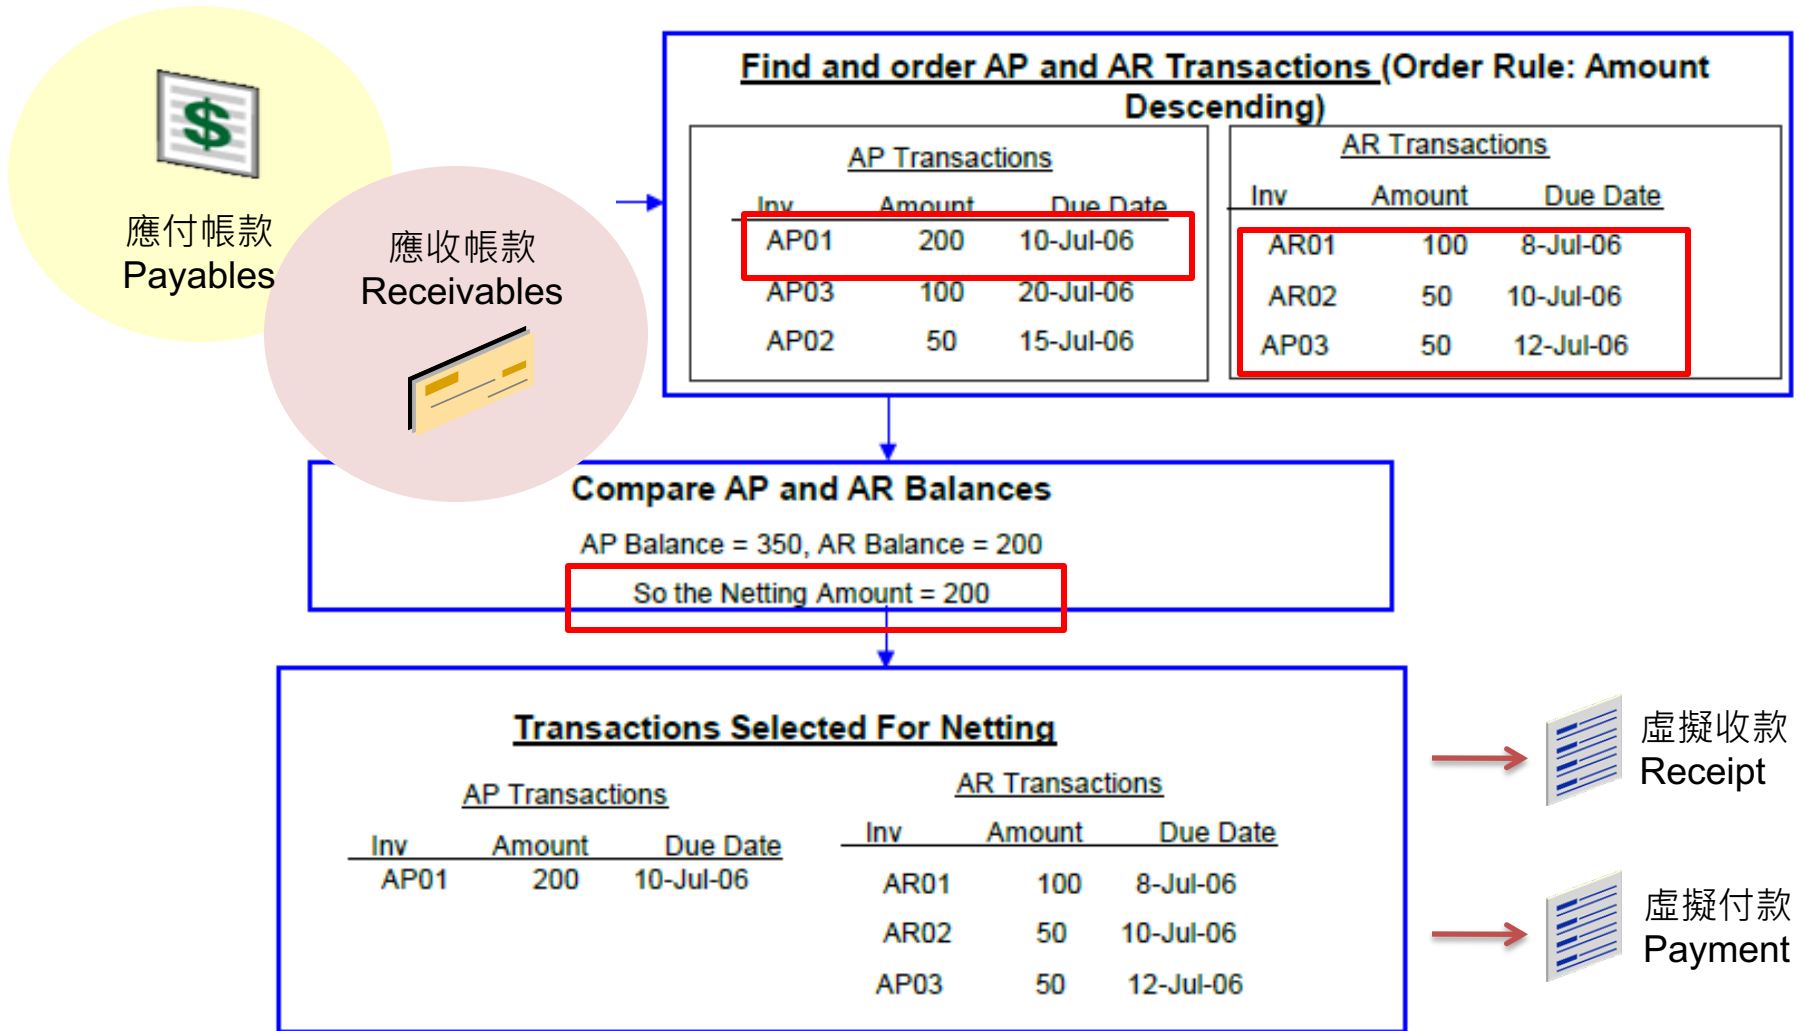 應付帳款
Payables
應收帳款
Receivables
Find and order AP and AR Transactions (Order Rule: Amount
Descending)
AP Transactions
Inv Amount Due Date
AP01 200 10-Jul-06
AP03 100 20-Jul-06
AP02 50 15-Jul-06
AR Transactions
Inv Amount Due Date
AR01 100 8-Jul-06
AR02 50 10-Jul-06
AP03 50 12-Jul-06
Compare AP and AR Balances
AP Balance = 350, AR Balance = 200
So the Netting Amount = 200
Transactions Selected For Netting
AP Transactions
Inv Amount Due Date
AP01 200 10-Jul-06
AR Transactions
Inv Amount Due Date
AR01 100 8-Jul-06
AR02 50 10-Jul-06
AP03 50 12-Jul-06
虛擬收款
Receipt
虛擬付款
Payment